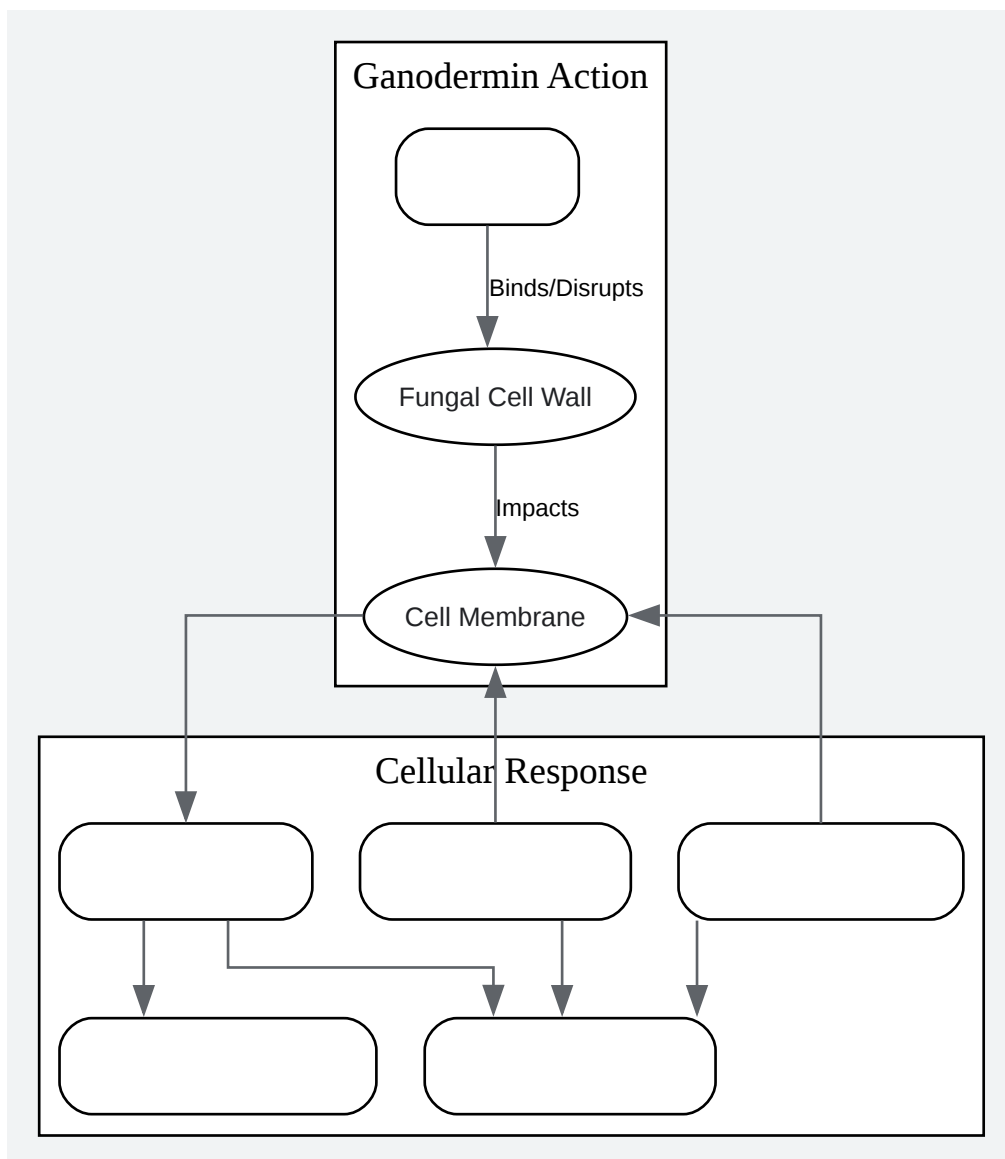 Ganodermin Action
Binds/Disrupts
Fungal Cell Wall
Impacts
Cell Membrane
Cellular Response